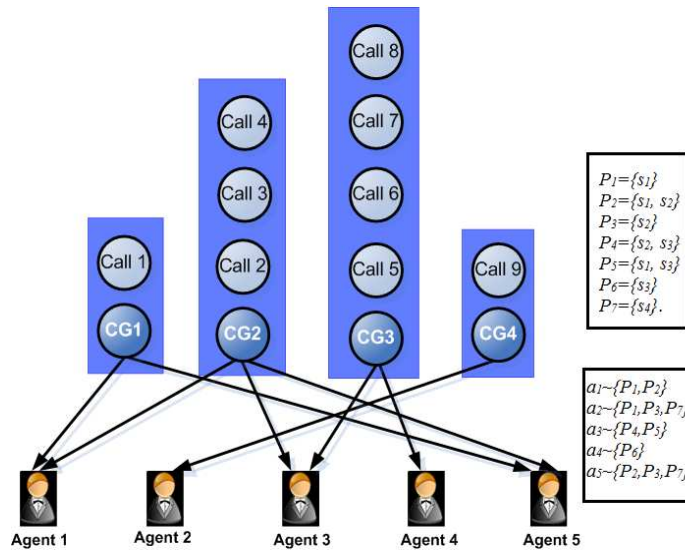 Call 8
Call 4
Call 7
Call 3
Call 6
Call 1
Call 2
Call 5
Call 9
CG1
CG2
CG3
CG4
P1={s1}
P2={s1, s2}
P3={s2}
P4={s2, s3}
P5={s1, s3}
P6={s3}
P7={s4}.
a1~{P1,P2}
a2~{P1,P3,P7}
a3~{P4,P5}
a4~{P6}
a5~{P2,P3,P7}
Agent 1
Agent 2
Agent 3
Agent 4
Agent 5